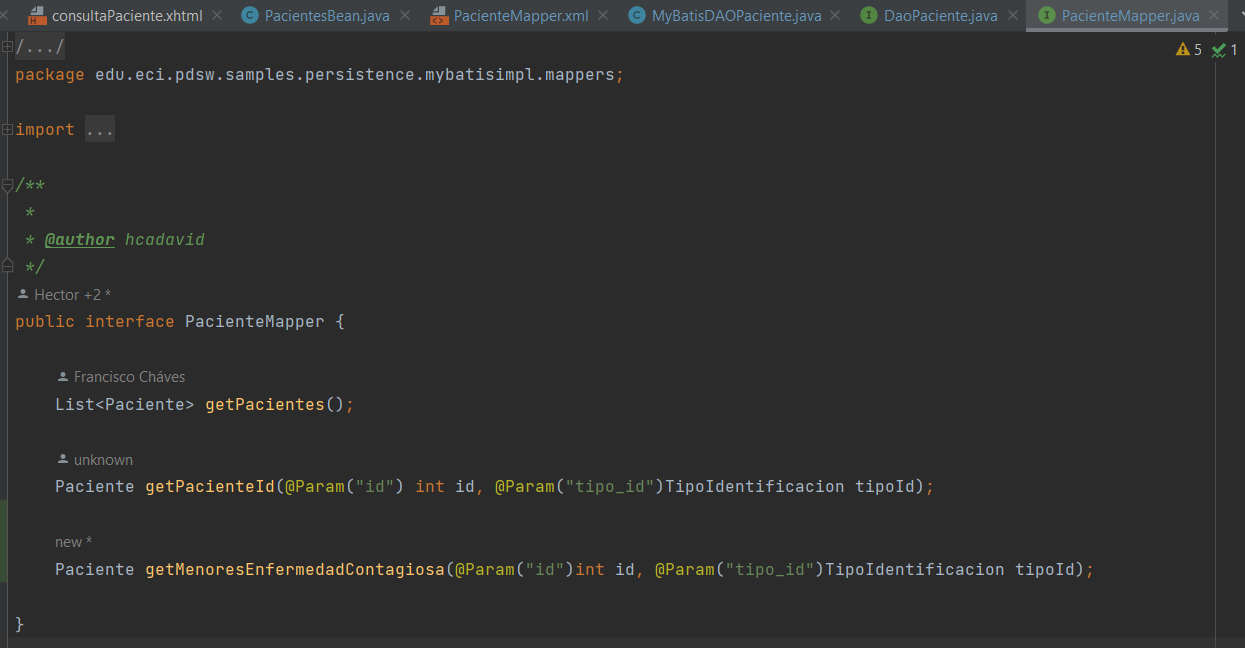 consultaPaciente.xhtml PacientesBean.java PacienteMapper.xml MyBatisDAOPaciente.java DaoPaciente.java PacienteMapper.java
/.../ 5 1
package edu.eci.pdsw.samples.persistence.mybatisimpl.mappers;
import ...
/**
*
* @author hcadavid
*/
Hector +2 *
public interface PacienteMapper {
Francisco Cháves
List<Paciente> getPacientes();
unknown
Paciente getPacienteId(@Param("id") int id, @Param("tipo_id")TipoIdentificacion tipoId);
new *
Paciente getMenoresEnfermedadContagiosa(@Param("id")int id, @Param("tipo_id")TipoIdentificacion tipoId);
}